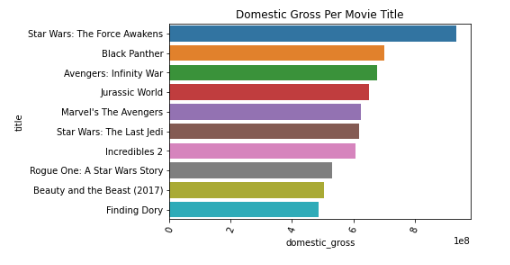 Domestic Gross Per Movie Title
Star Wars: The Force Awakens
Black Panther
Avengers: Infinity War
Jurassic World
Marvel's The Avengers
Star Wars: The Last Jedi
Incredibles 2
Rogue One: A Star Wars Story
Beauty and the Beast (2017)
Finding Dory
title
0 2 4 6 8
1e8
domestic_gross